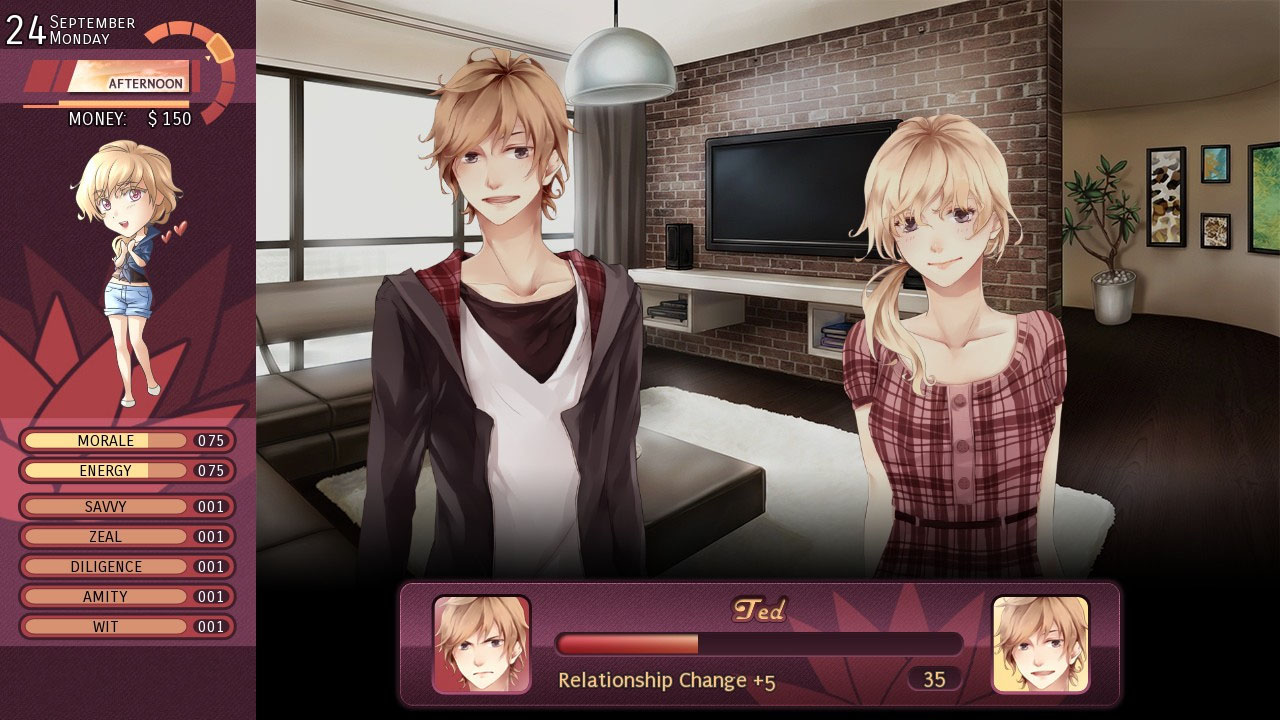 24 SEPTEMBER
MONDAY
AFTERNOON
MONEY: $ 150
MORALE 075
ENERGY 075
SAVVY 001
ZEAL 001
DILIGENCE 001
AMITY 001
WIT 001
Ted
Relationship Change +5 35